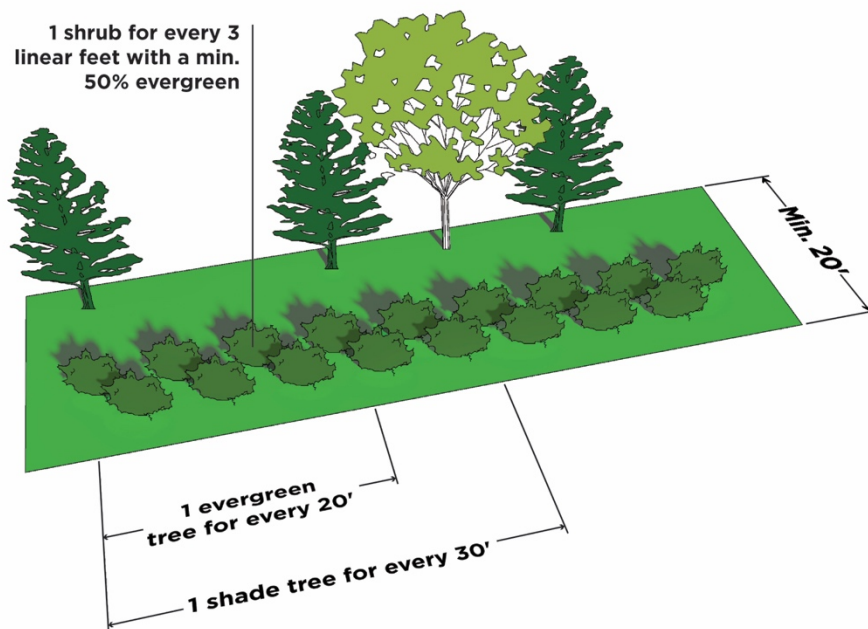 1 shrub for every 3
linear feet with a min.
50% evergreen
Min. 20'
1 evergreen
tree for every 20'
1 shade tree for every 30'